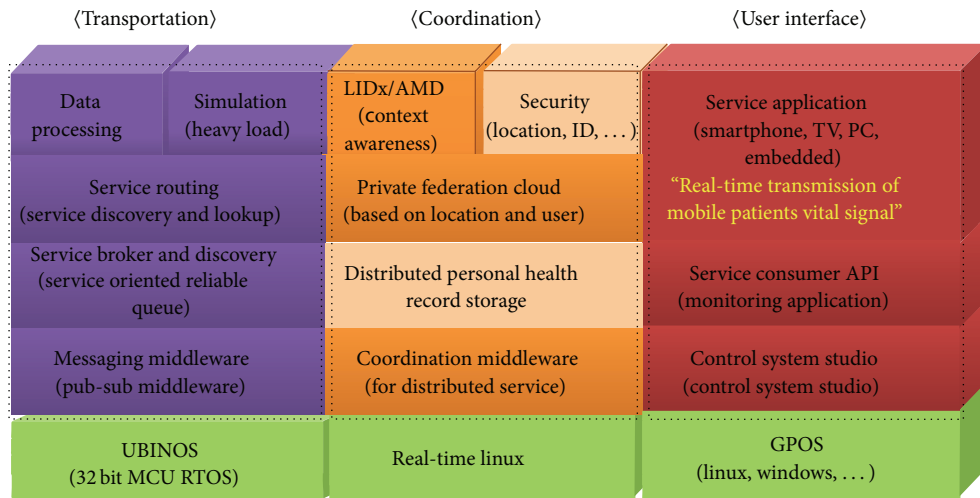 ⟨Transportation⟩
⟨Coordination⟩
⟨User interface⟩
Data
processing
Simulation
(heavy load)
LIDx/AMD
(context
awareness)
Security
(location, ID, . . . )
Service application
(smartphone, TV, PC,
embedded)
“Real-time transmission of
mobile patients vital signal”
Service routing
(service discovery and lookup)
Private federation cloud
(based on location and user)
Service broker and discovery
(service oriented reliable
queue)
Distributed personal health
record storage
Service consumer API
(monitoring application)
Messaging middleware
(pub-sub middleware)
Coordination middleware
(for distributed service)
Control system studio
(control system studio)
UBINOS
(32 bit MCU RTOS)
Real-time linux
GPOS
(linux, windows, . . . )